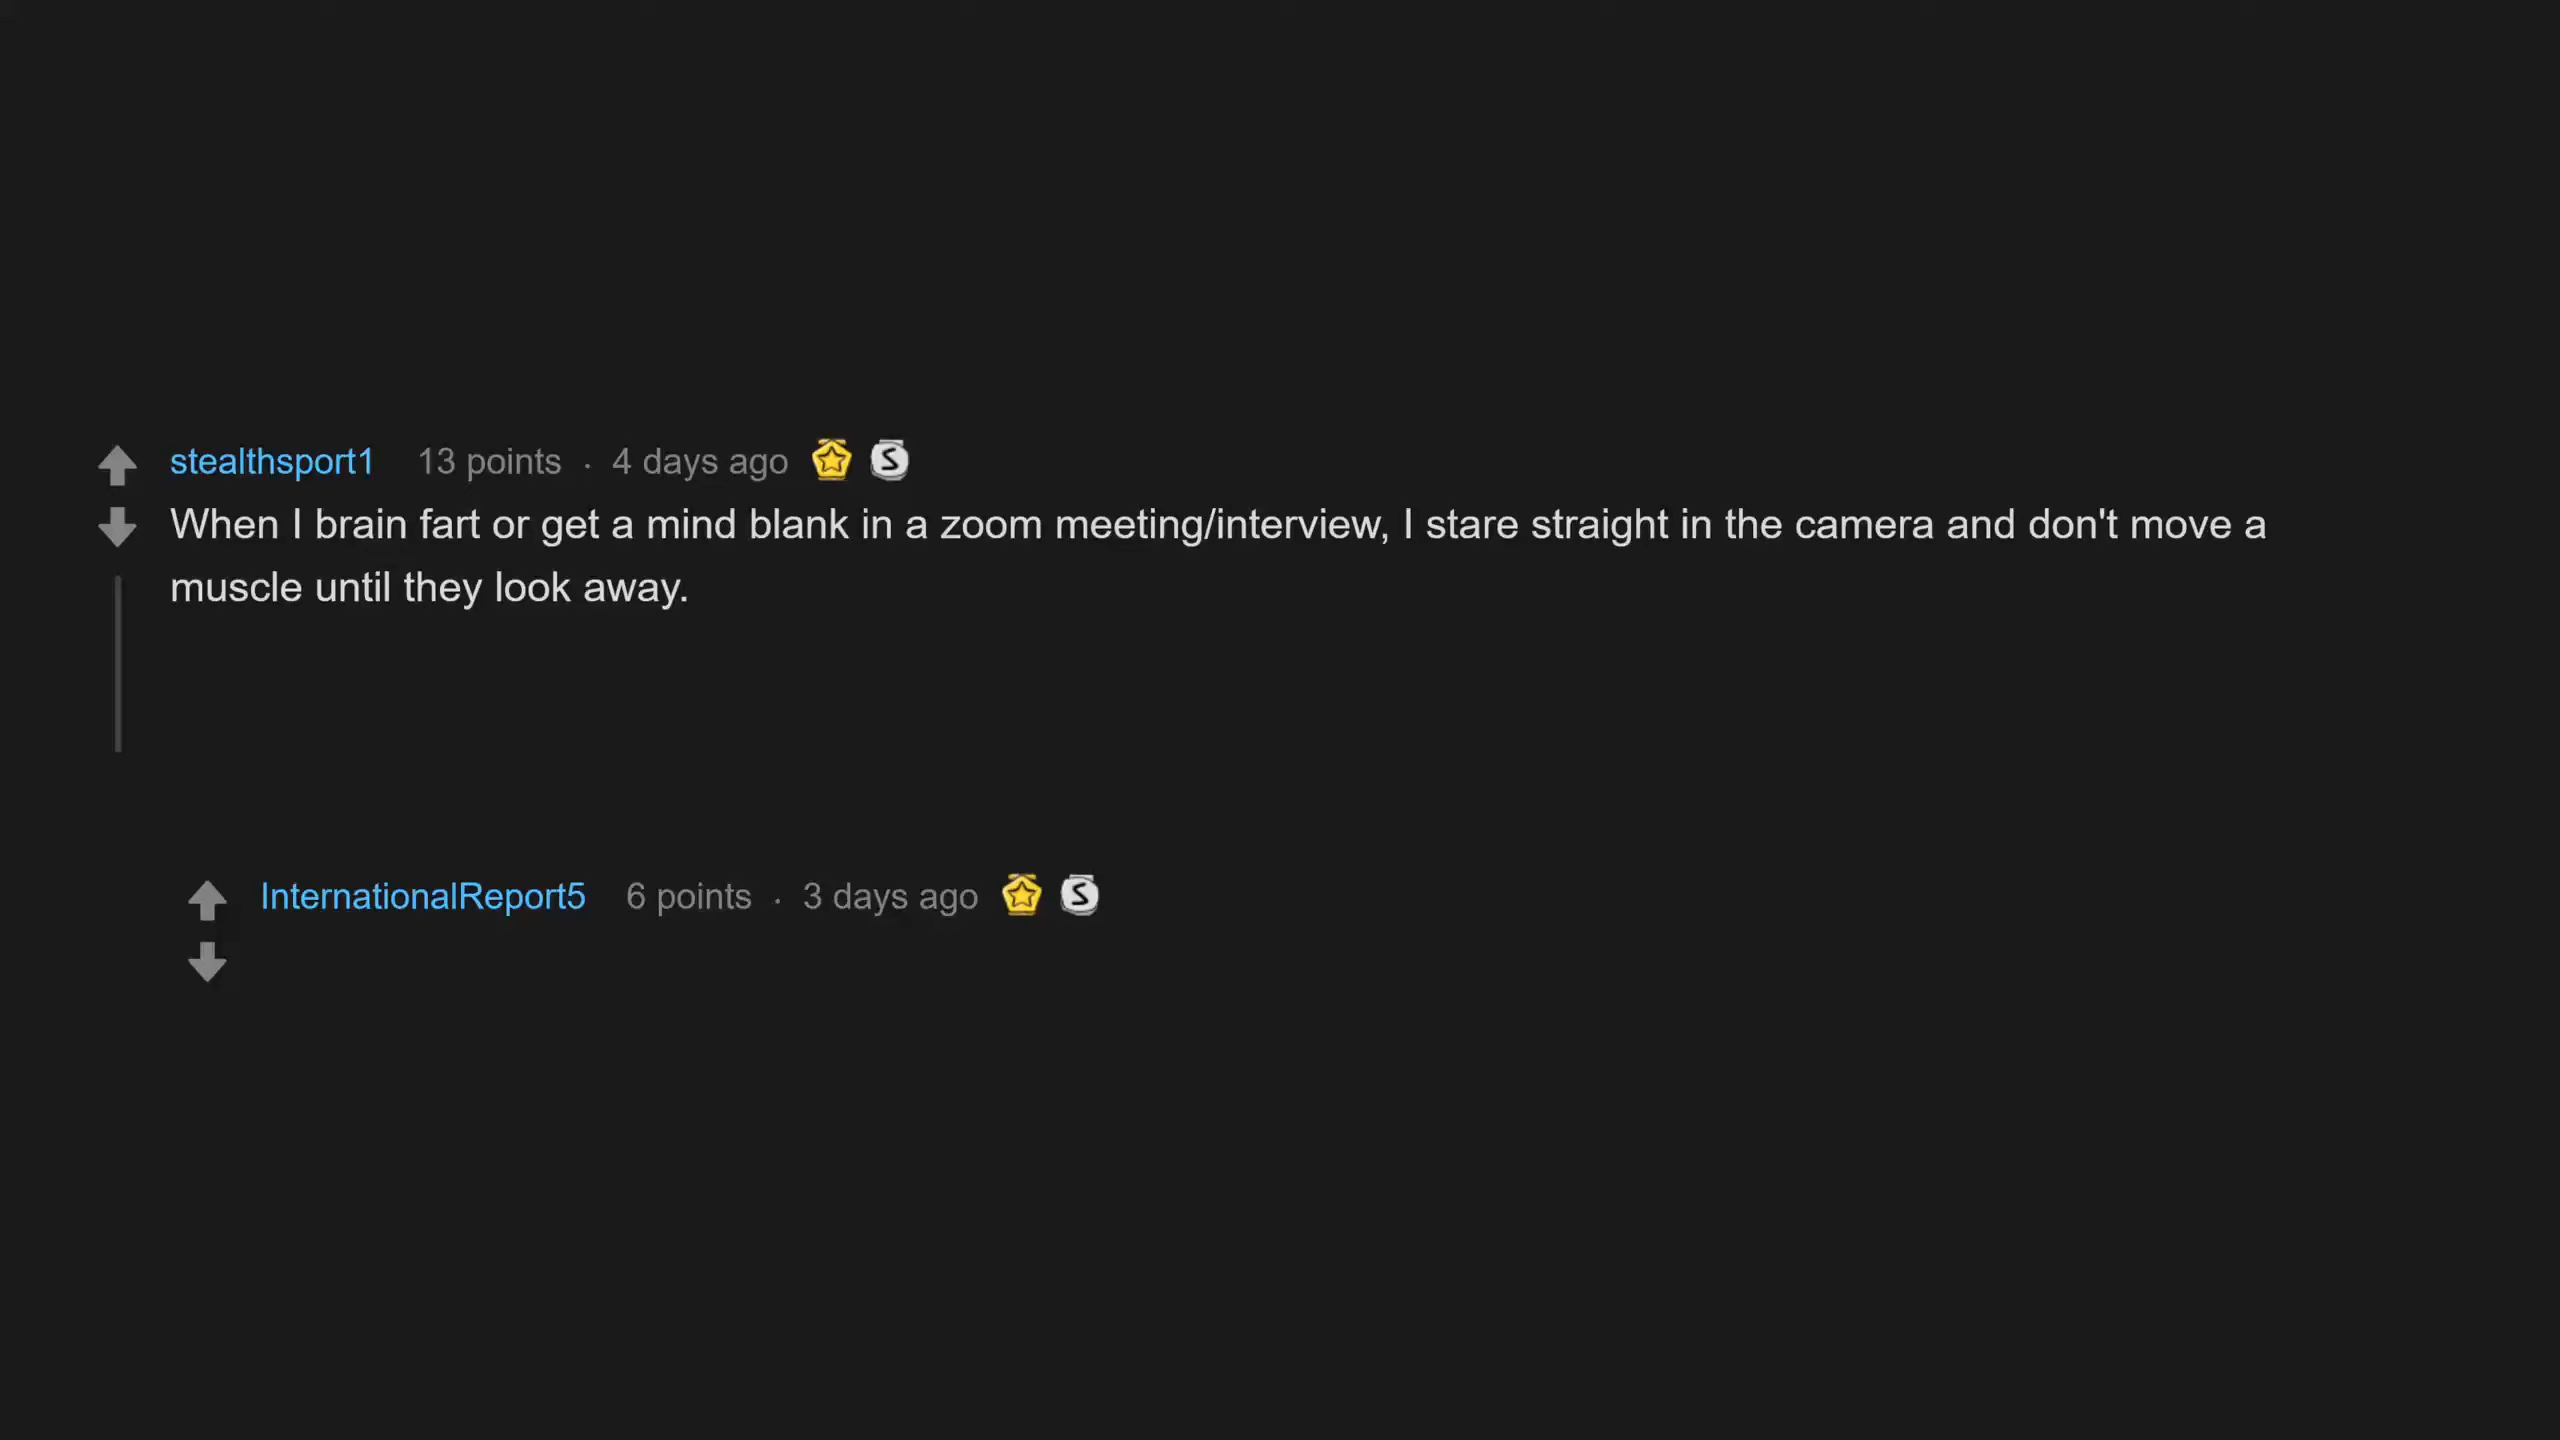 stealthsport1 13 points · 4 days ago S
When I brain fart or get a mind blank in a zoom meeting/interview, I stare straight in the camera and don't move a
muscle until they look away.
InternationalReport5 6 points · 3 days ago S